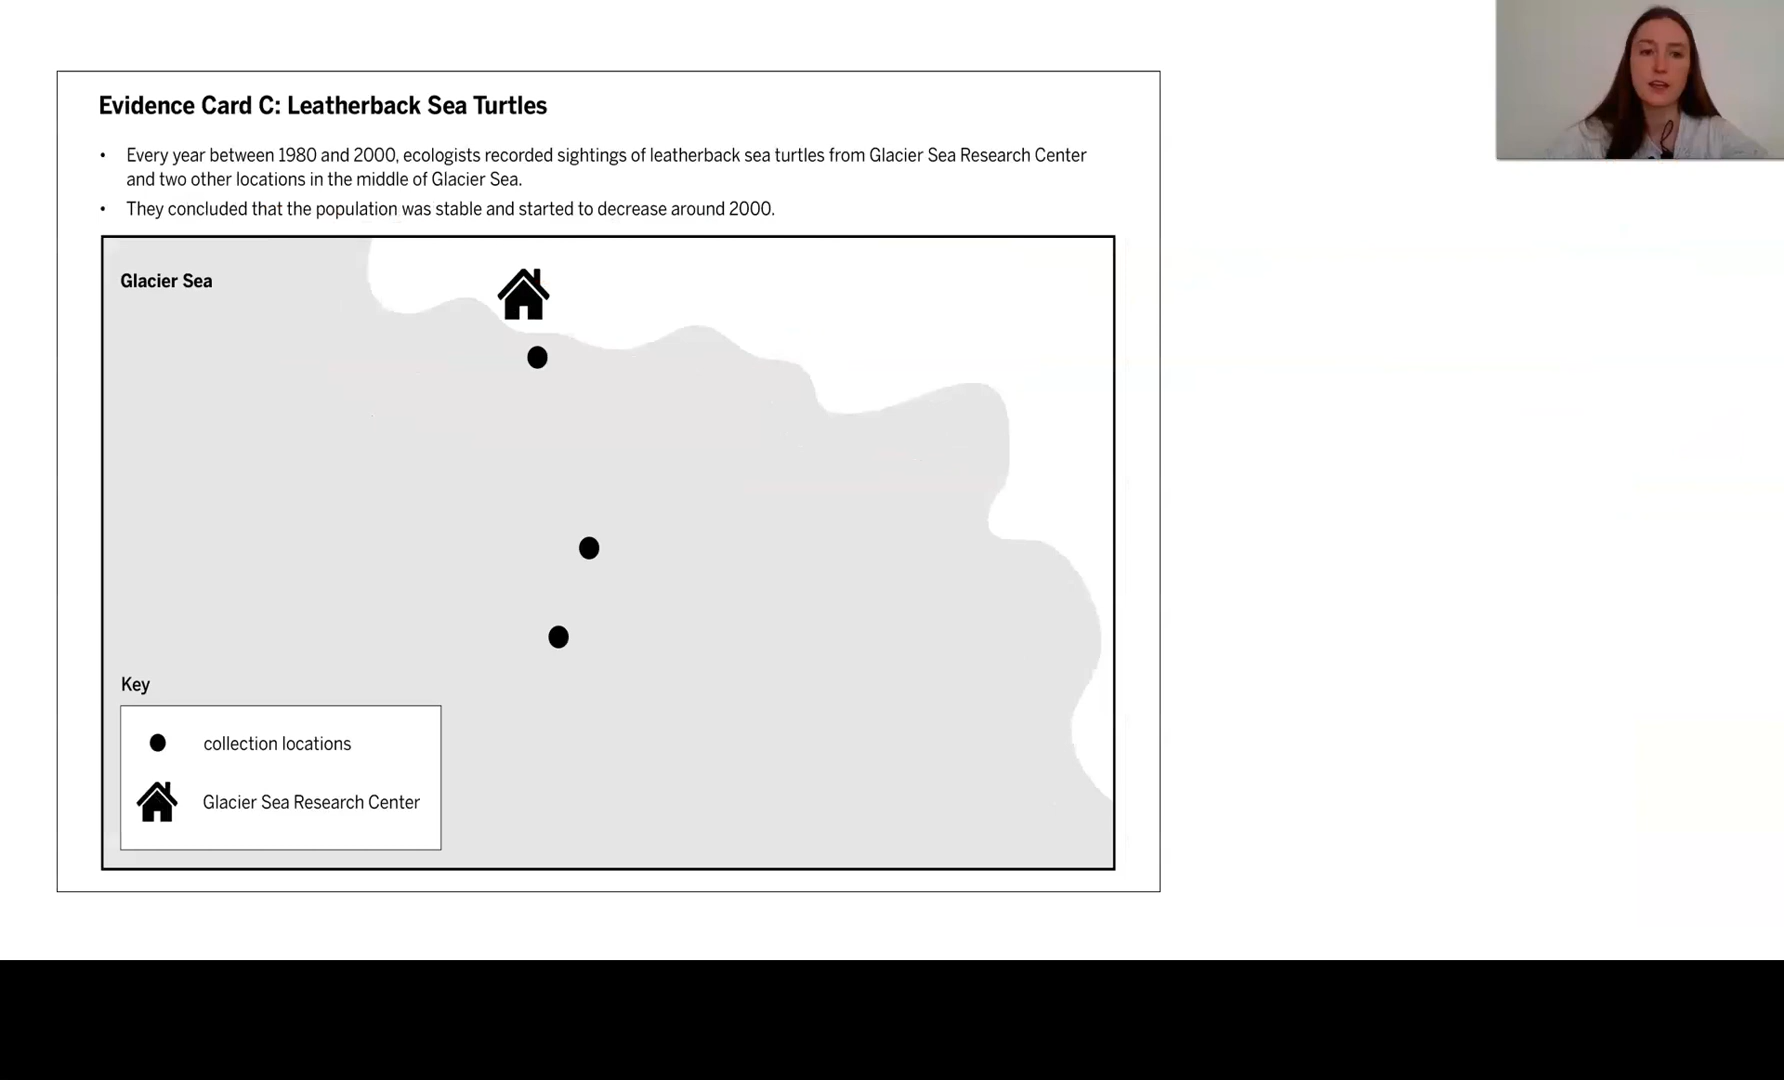 Evidence Card C: Leatherback Sea Turtles
• Every year between 1980 and 2000, ecologists recorded sightings of leatherback sea turtles from Glacier Sea Research Center
and two other locations in the middle of Glacier Sea.
• They concluded that the population was stable and started to decrease around 2000.
Glacier Sea
Key
collection locations
Glacier Sea Research Center